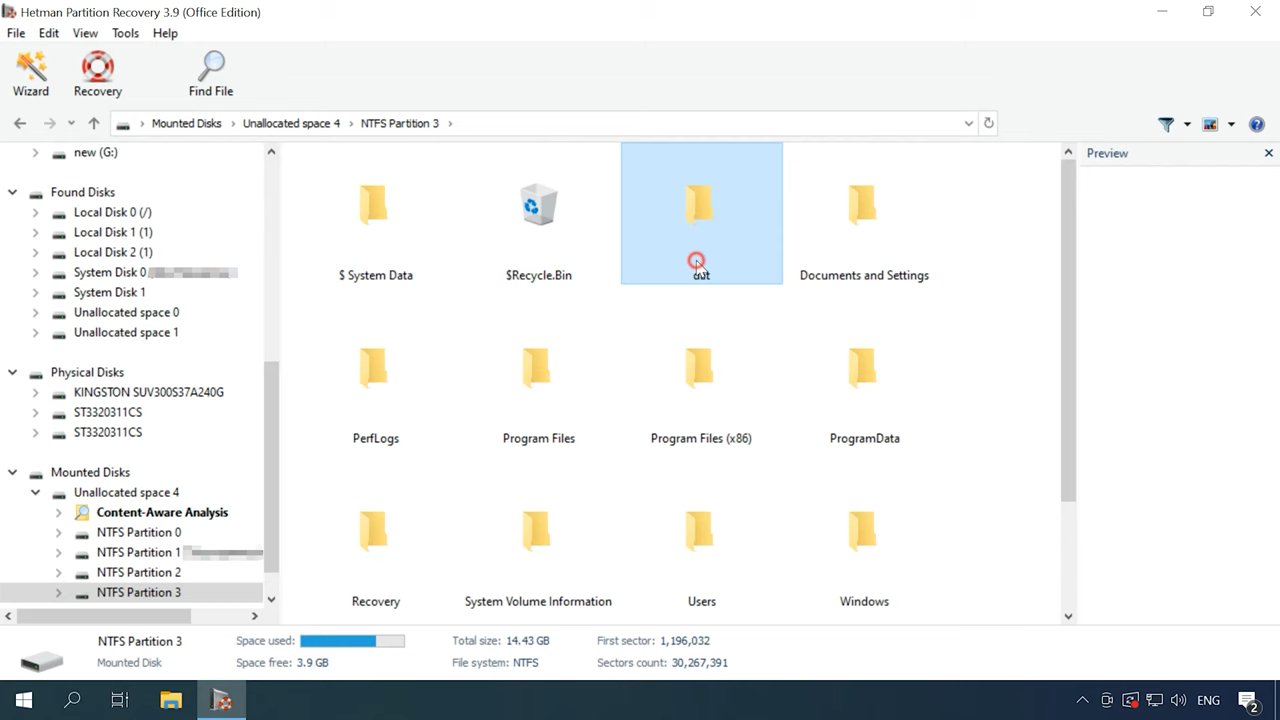 Hetman Partition Recovery 3.9 (Office Edition)
File Edit View Tools Help
Wizard Recovery Find File
Mounted Disks Unallocated space 4 NTFS Partition 3
Preview
new (G:)
Found Disks
Local Disk 0 (/)
Local Disk 1 (1)
Local Disk 2 (1)
System Disk 0
System Disk 1
Unallocated space 0
Unallocated space 1
Physical Disks
KINGSTON SUV300S37A240G
ST3320311CS
ST3320311CS
Mounted Disks
Unallocated space 4
Content-Aware Analysis
NTFS Partition 0
NTFS Partition 1
NTFS Partition 2
NTFS Partition 3
$ System Data $Recycle.Bin Documents and Settings
PerfLogs Program Files Program Files (x86) ProgramData
Recovery System Volume Information Users Windows
NTFS Partition 3 Space used: Total size: 14.43 GB First sector: 1,196,032
Mounted Disk Space free: 3.9 GB File system: NTFS Sectors count: 30,267,391
ENG 2